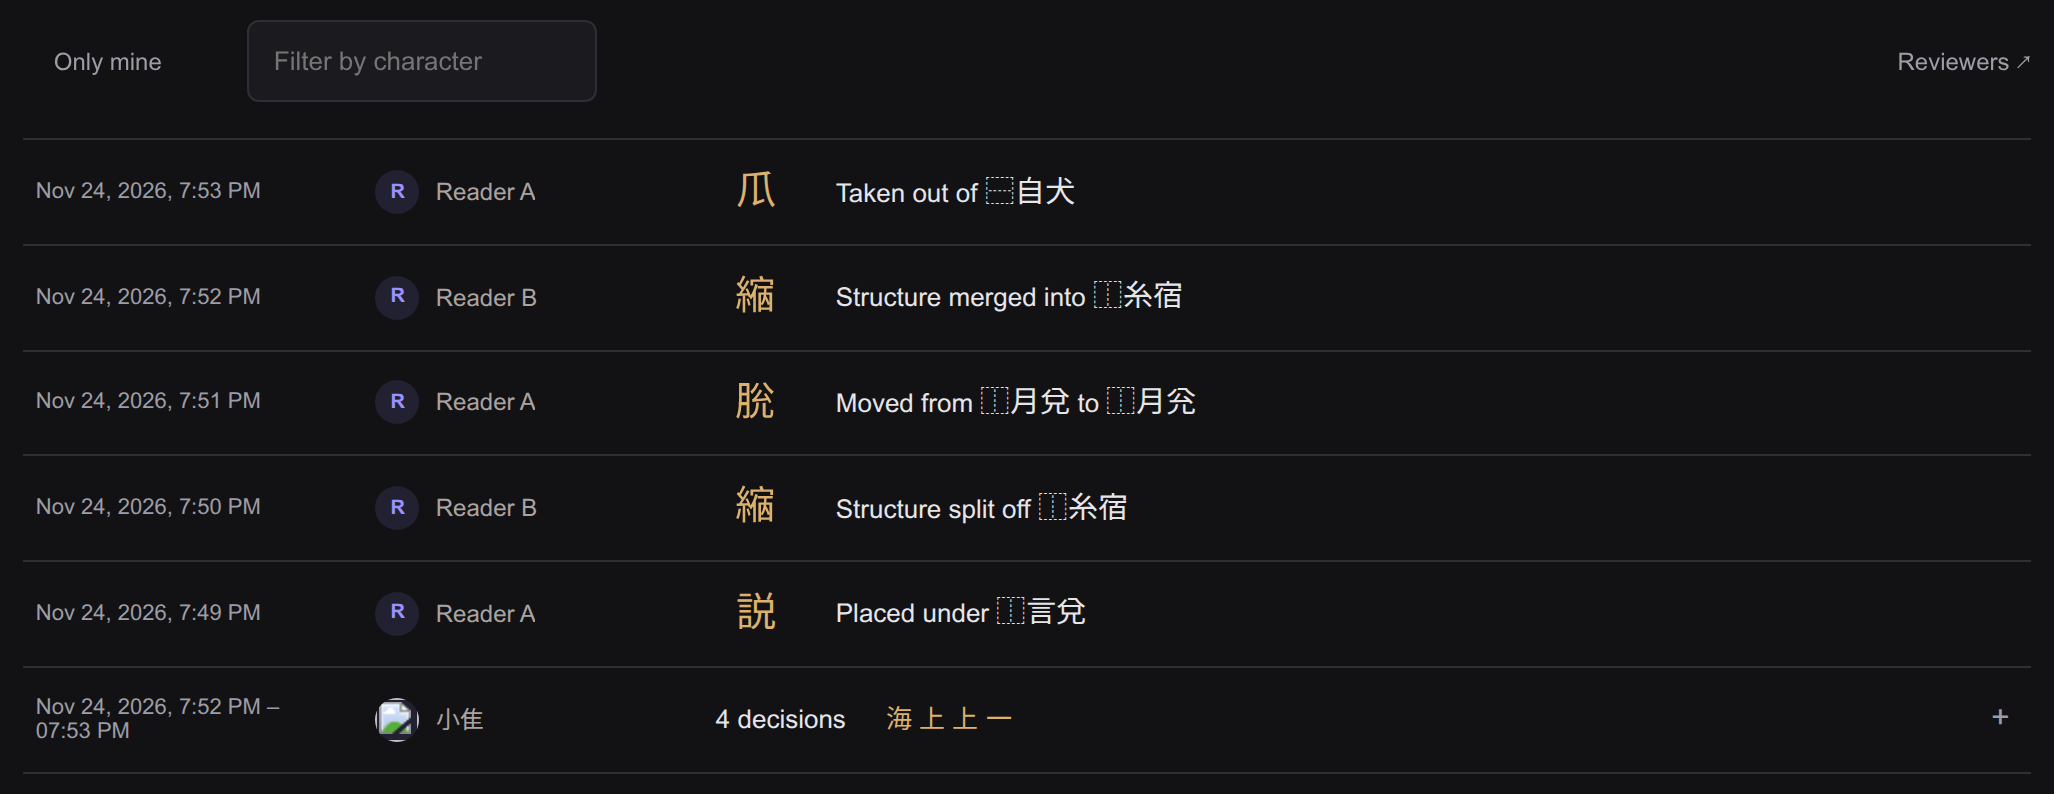 Only mine
Filter by character
Reviewers ↗
Nov 24, 2026, 7:53 PM R Reader A 瓜 Taken out of ⿱自犬
Nov 24, 2026, 7:52 PM R Reader B 縮 Structure merged into ⿰糸宿
Nov 24, 2026, 7:51 PM R Reader A 脫 Moved from ⿰月兌 to ⿰月兊
Nov 24, 2026, 7:50 PM R Reader B 縮 Structure split off ⿰糸宿
Nov 24, 2026, 7:49 PM R Reader A 説 Placed under ⿰言兌
Nov 24, 2026, 7:52 PM –
07:53 PM 小隹 4 decisions 海 上 上 一 +